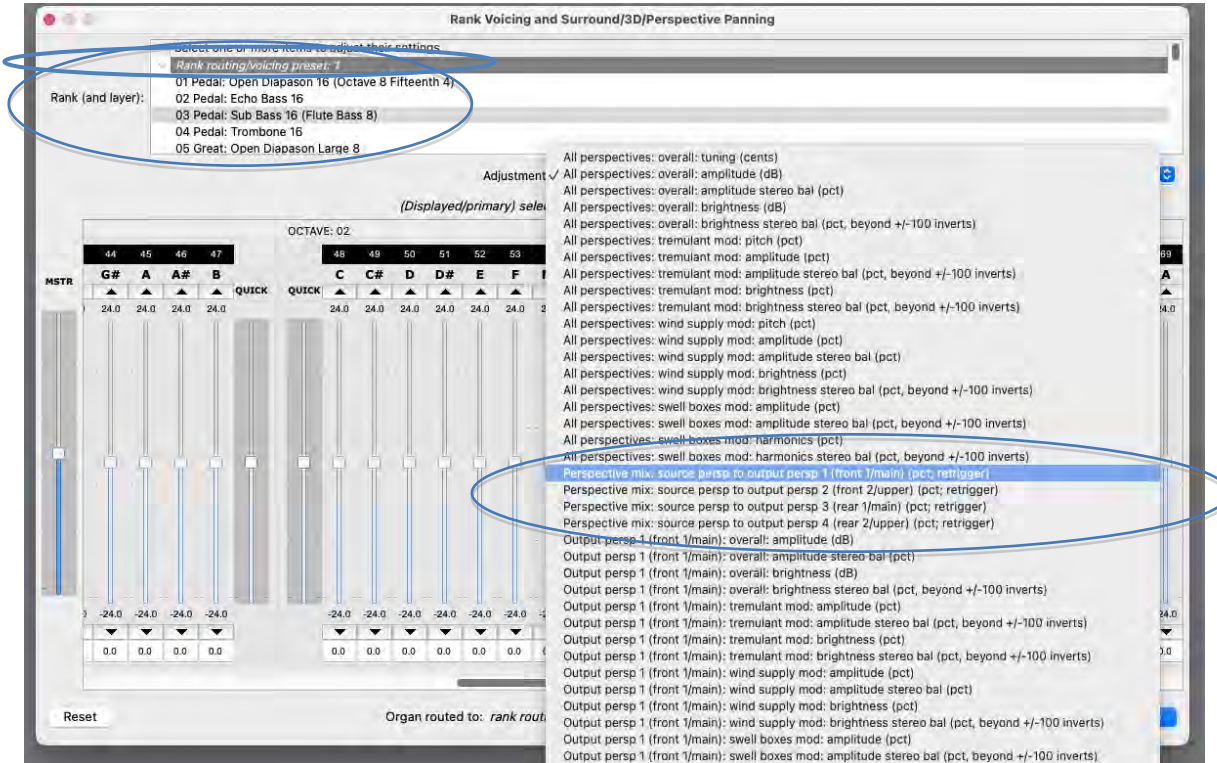 Rank Voicing and Surround/3D/Perspective Panning
Select one or more items to adjust their settings
Rank routing/voicing preset: 1
01 Pedal: Open Diapason 16 (Octave 8 Fifteenth 4)
Rank (and layer):
02 Pedal: Echo Bass 16
03 Pedal: Sub Bass 16 (Flute Bass 8)
04 Pedal: Trombone 16
05 Great: Open Diapason Large 8
Adjustment
(Displayed/primary)
✓ All perspectives: overall: amplitude (dB)
All perspectives: overall: tuning (cents)
All perspectives: overall: amplitude stereo bal (pct)
All perspectives: overall: brightness (dB)
All perspectives: overall: brightness stereo bal (pct, beyond +/-100 inverts)
All perspectives: tremulant mod: pitch (pct)
All perspectives: tremulant mod: amplitude (pct)
All perspectives: tremulant mod: amplitude stereo bal (pct, beyond +/-100 inverts)
All perspectives: tremulant mod: brightness (pct)
All perspectives: tremulant mod: brightness stereo bal (pct, beyond +/-100 inverts)
All perspectives: wind supply mod: pitch (pct)
All perspectives: wind supply mod: amplitude (pct)
All perspectives: wind supply mod: amplitude stereo bal (pct)
All perspectives: wind supply mod: brightness (pct)
All perspectives: wind supply mod: brightness stereo bal (pct, beyond +/-100 inverts)
All perspectives: swell boxes mod: amplitude (pct)
All perspectives: swell boxes mod: amplitude stereo bal (pct, beyond +/-100 inverts)
All perspectives: swell boxes mod: harmonics (pct)
All perspectives: swell boxes mod: harmonics stereo bal (pct, beyond +/-100 inverts)
Perspective mix: source persp to output persp 1 (front 1/main) (pct; retrigger)
Perspective mix: source persp to output persp 2 (front 2/upper) (pct; retrigger)
Perspective mix: source persp to output persp 3 (rear 1/main) (pct; retrigger)
Perspective mix: source persp to output persp 4 (rear 2/upper) (pct; retrigger)
Output persp 1 (front 1/main): overall: amplitude (dB)
Output persp 1 (front 1/main): overall: amplitude stereo bal (pct)
Output persp 1 (front 1/main): overall: brightness (dB)
Output persp 1 (front 1/main): overall: brightness stereo bal (pct, beyond +/-100 inverts)
Output persp 1 (front 1/main): tremulant mod: amplitude (pct)
Output persp 1 (front 1/main): tremulant mod: amplitude stereo bal (pct, beyond +/-100 inverts)
Output persp 1 (front 1/main): tremulant mod: brightness (pct)
Output persp 1 (front 1/main): tremulant mod: brightness stereo bal (pct, beyond +/-100 inverts)
Output persp 1 (front 1/main): wind supply mod: amplitude (pct)
Output persp 1 (front 1/main): wind supply mod: amplitude stereo bal (pct)
Output persp 1 (front 1/main): wind supply mod: brightness (pct)
Output persp 1 (front 1/main): wind supply mod: brightness stereo bal (pct, beyond +/-100 inverts)
Output persp 1 (front 1/main): swell boxes mod: amplitude (pct)
Output persp 1 (front 1/main): swell boxes mod: amplitude stereo bal (pct, beyond +/-100 inverts)
OCTAVE: 02
44 45 46 47 48 49 50 51 52 53 69
MSTR G# A A# B QUICK QUICK C C# D D# E F A
24.0 24.0 24.0 24.0 24.0 24.0 24.0 24.0 24.0 24.0
-24.0 -24.0 -24.0 -24.0 -24.0 -24.0 -24.0 -24.0 -24.0
0.0 0.0 0.0 0.0 0.0 0.0 0.0 0.0 0.0
Reset Organ routed to: rank